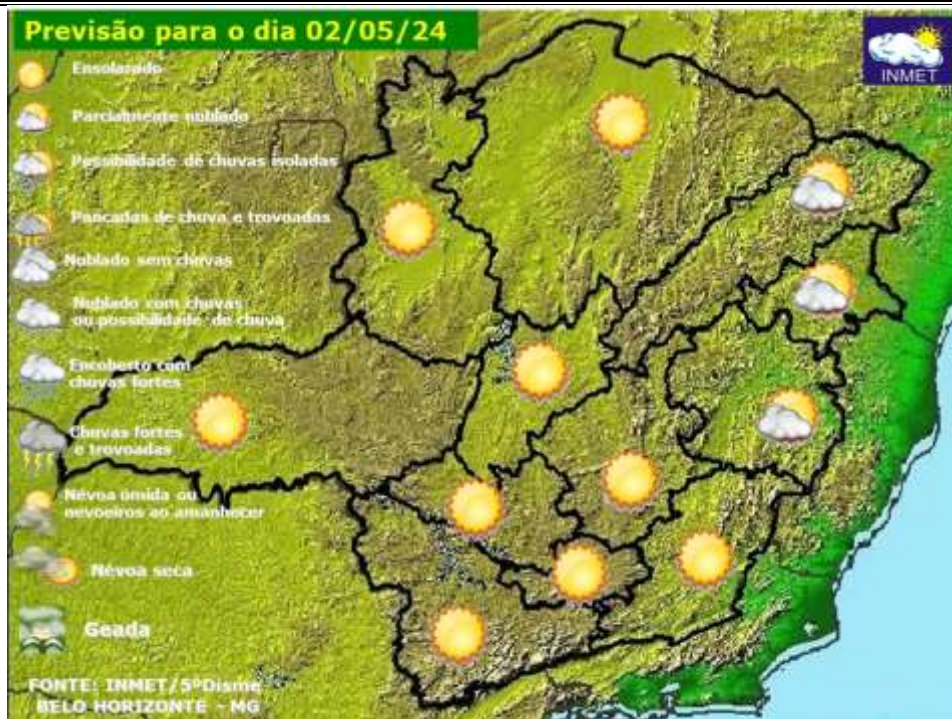 Previsão para o dia 02/05/24
INMET
Ensolarado
Parcialmente nublado
Possibilidade de chuvas isoladas
Pancadas de chuva e trovoadas
Nublado sem chuvas
Nublado com chuvas
ou possibilidade de chuva
Encoberto com
chuvas fortes
Chuvas fortes
e trovoadas
Névoa úmida ou
nevoeiros ao amanhecer
Névoa seca
Geada
FONTE: INMET/5ºDisme
BELO HORIZONTE - MG